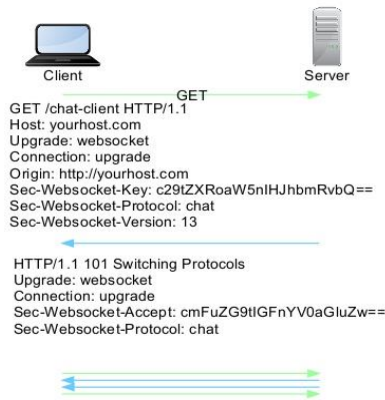 Client
Server
GET
GET /chat-client HTTP/1.1
Host: yourhost.com
Upgrade: websocket
Connection: upgrade
Origin: http://yourhost.com
Sec-Websocket-Key: c29tZXRoaW5nIHJhbmRvbQ==
Sec-Websocket-Protocol: chat
Sec-Websocket-Version: 13
HTTP/1.1 101 Switching Protocols
Upgrade: websocket
Connection: upgrade
Sec-Websocket-Accept: cmFuZG9tIGFnYV0aGluZw==
Sec-Websocket-Protocol: chat